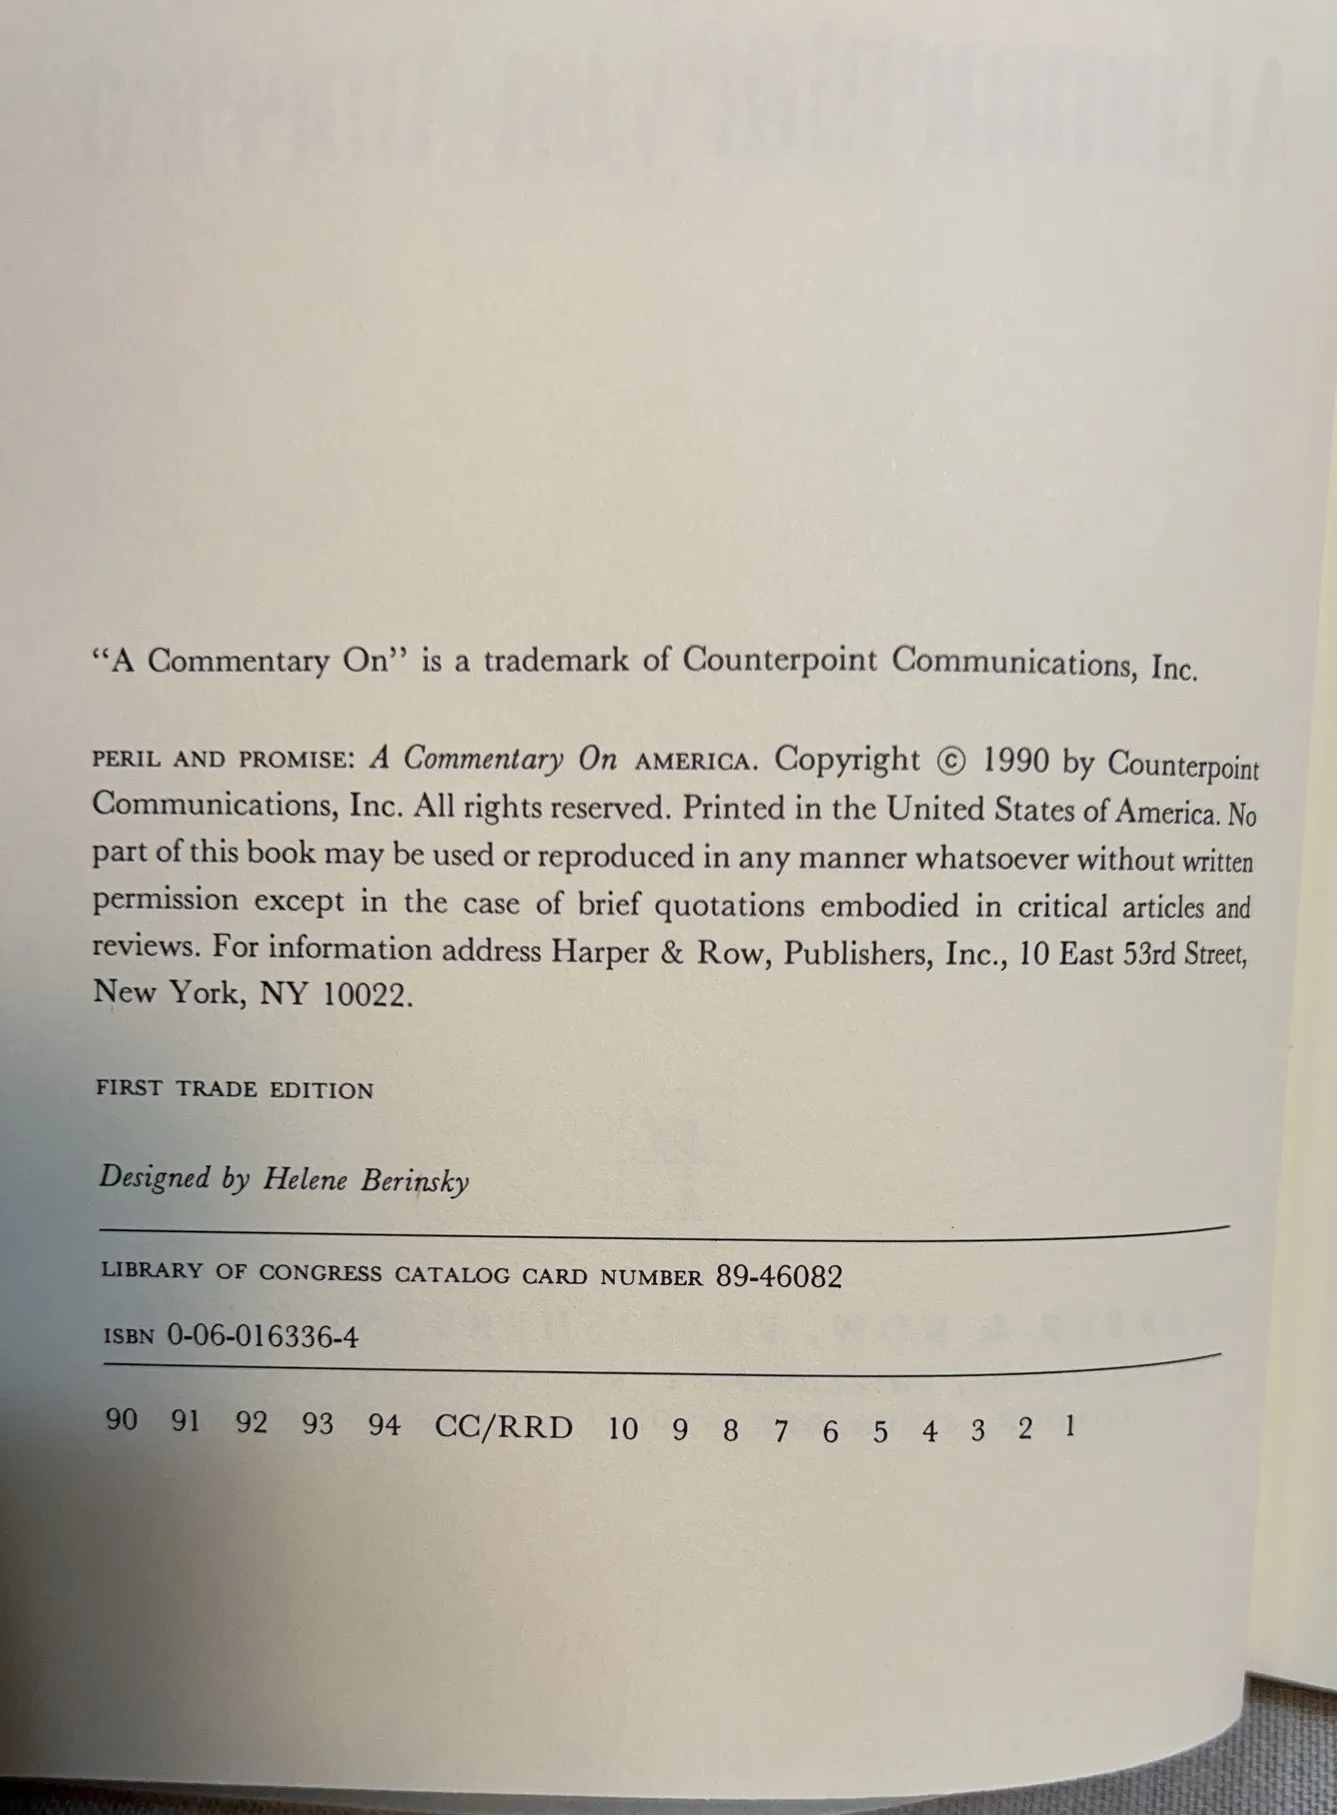 “A Commentary On” is a trademark of Counterpoint Communications, Inc.
PERIL AND PROMISE: A Commentary On AMERICA. Copyright © 1990 by Counterpoint
Communications, Inc. All rights reserved. Printed in the United States of America. No
part of this book may be used or reproduced in any manner whatsoever without written
permission except in the case of brief quotations embodied in critical articles and
reviews. For information address Harper & Row, Publishers, Inc., 10 East 53rd Street,
New York, NY 10022.
FIRST TRADE EDITION
Designed by Helene Berinsky
LIBRARY OF CONGRESS CATALOG CARD NUMBER 89-46082
ISBN 0-06-016336-4
90 91 92 93 94 CC/RRD 10 9 8 7 6 5 4 3 2 1